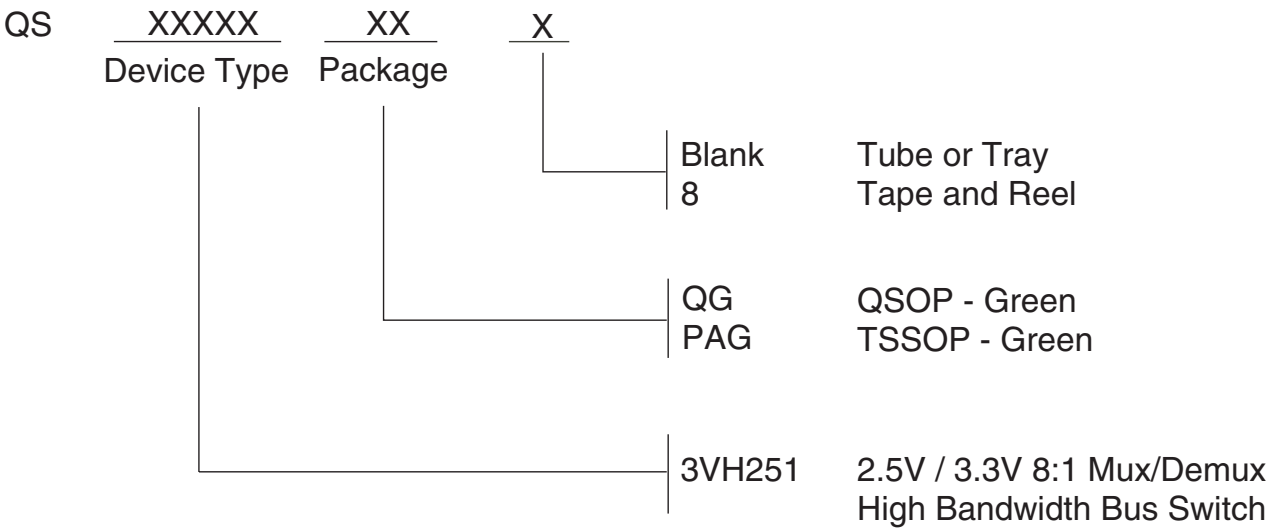 QS XXXXX XX X
Device Type Package
Blank Tube or Tray
8 Tape and Reel
QG QSOP - Green
PAG TSSOP - Green
3VH251 2.5V / 3.3V 8:1 Mux/Demux
High Bandwidth Bus Switch